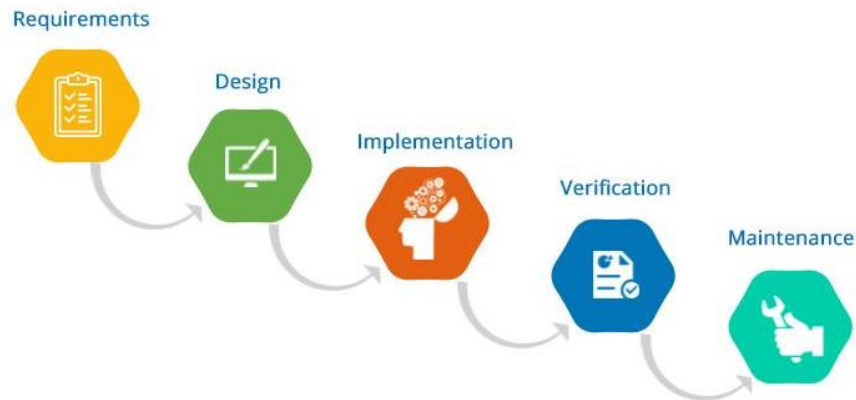 Requirements
Design
Implementation
Verification
Maintenance